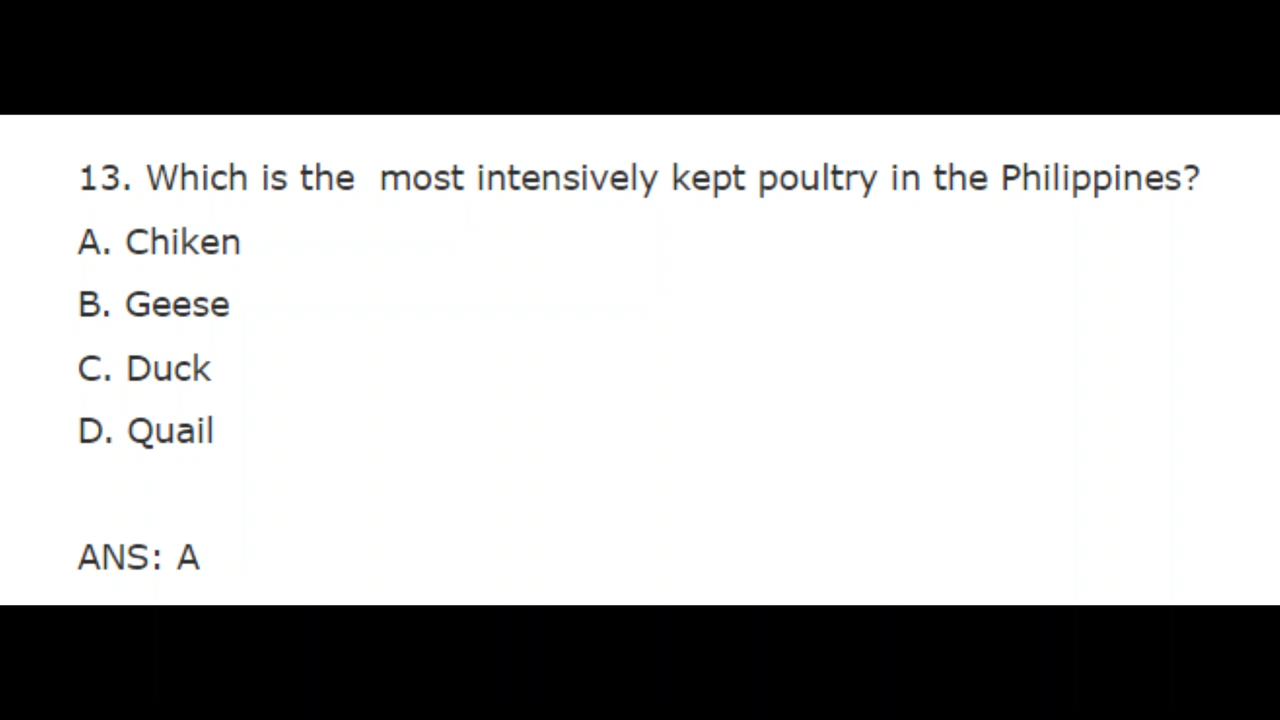 13. Which is the  most intensively kept poultry in the Philippines?
A. Chiken
B. Geese
C. Duck
D. Quail
ANS: A